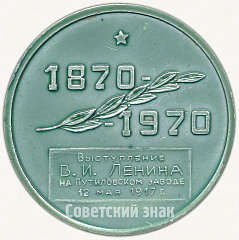 1870-
-1970
ВЫСТУПЛЕНИЕ
В. И. ЛЕНИНА
НА ПУТИЛОВСКОМ ЗАВОДЕ
12 МАЯ 1917 Г.
Советский знак